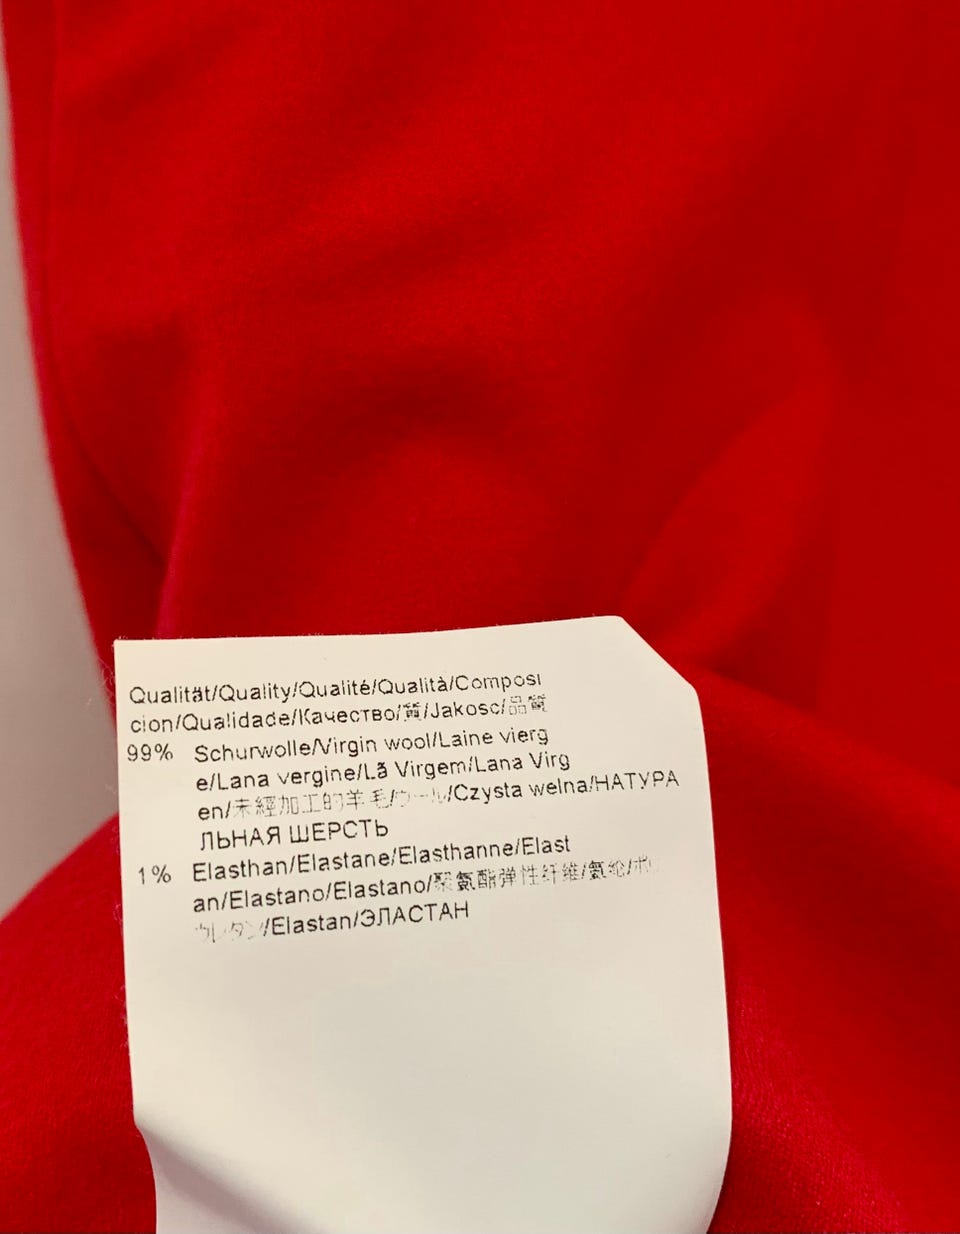 Qualität/Quality/Qualité/Qualità/Composi
cion/Qualidade/Качество/質/Jakosc/品質
99% Schurwolle/Virgin wool/Laine vierg
e/Lana vergine/Lã Virgem/Lana Virg
en/未經加工的羊毛/ウール/Czysta welna/НАТУРА
ЛЬНАЯ ШЕРСТЬ
1% Elasthan/Elastane/Elasthanne/Elast
an/Elastano/Elastano/聚氨酯弹性纤维/氨纶/ポリ
ウレタン/Elastan/ЭЛАСТАН